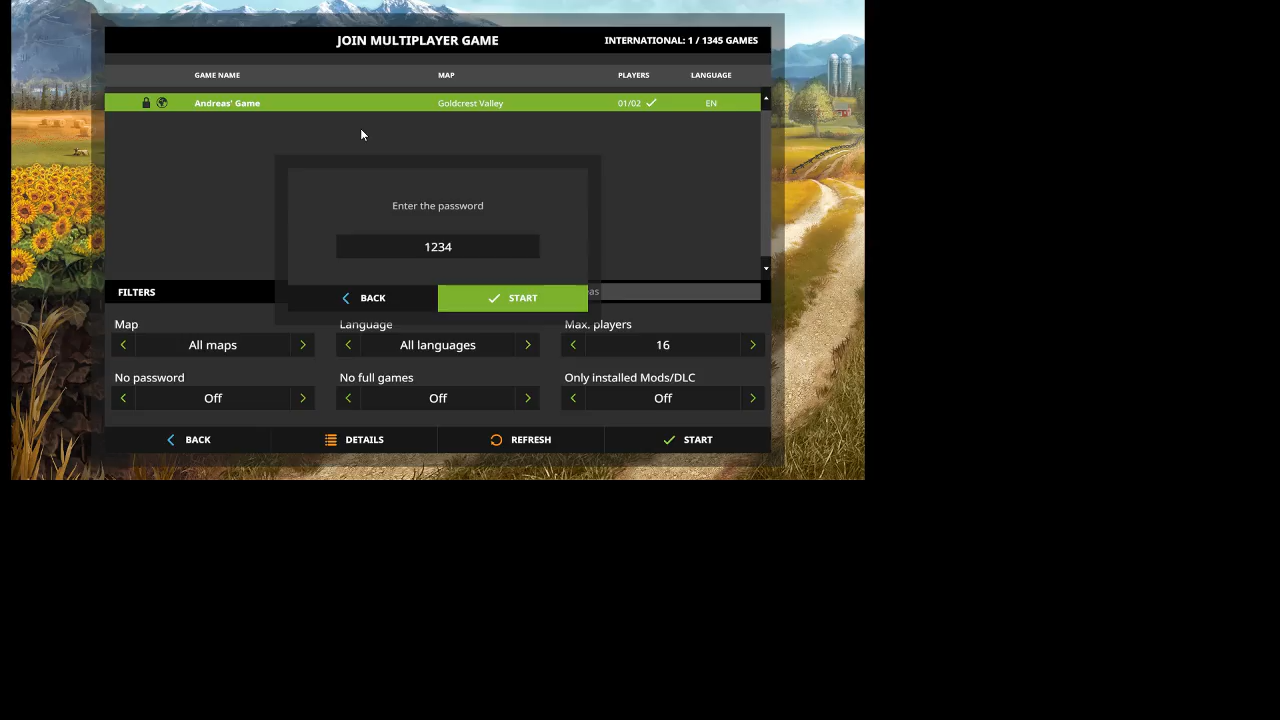 JOIN MULTIPLAYER GAME INTERNATIONAL: 1 / 1345 GAMES
GAME NAME MAP PLAYERS LANGUAGE
Andreas' Game Goldcrest Valley 01/02 EN
Enter the password
1234
BACK START
FILTERS
Map Language Max. players
All maps All languages 16
No password No full games Only installed Mods/DLC
Off Off Off
BACK DETAILS REFRESH START